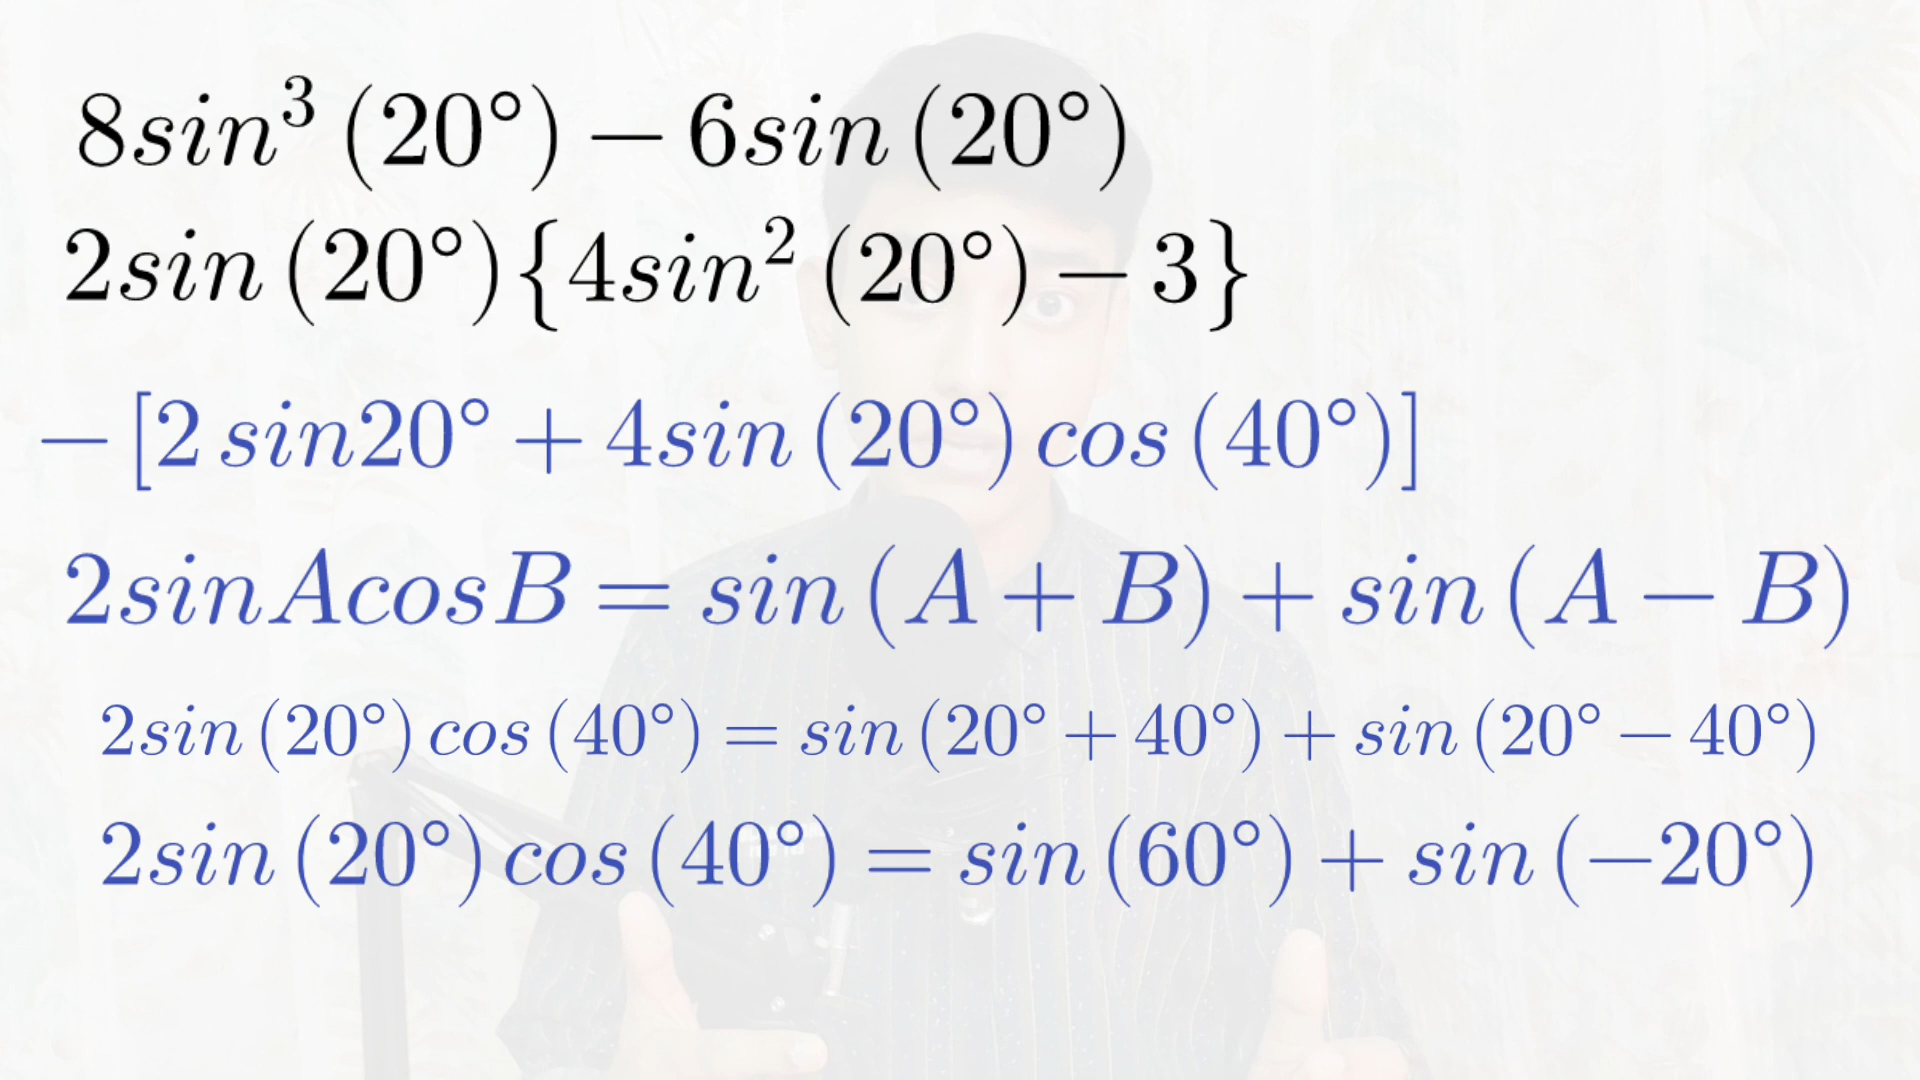 8sin³ (20°) − 6sin (20°)
2sin (20°) {4sin² (20°) − 3}
− [2 sin20° + 4sin (20°) cos (40°)]
2sinAcosB = sin (A + B) + sin (A − B)
2sin (20°) cos (40°) = sin (20° + 40°) + sin (20° − 40°)
2sin (20°) cos (40°) = sin (60°) + sin (−20°)